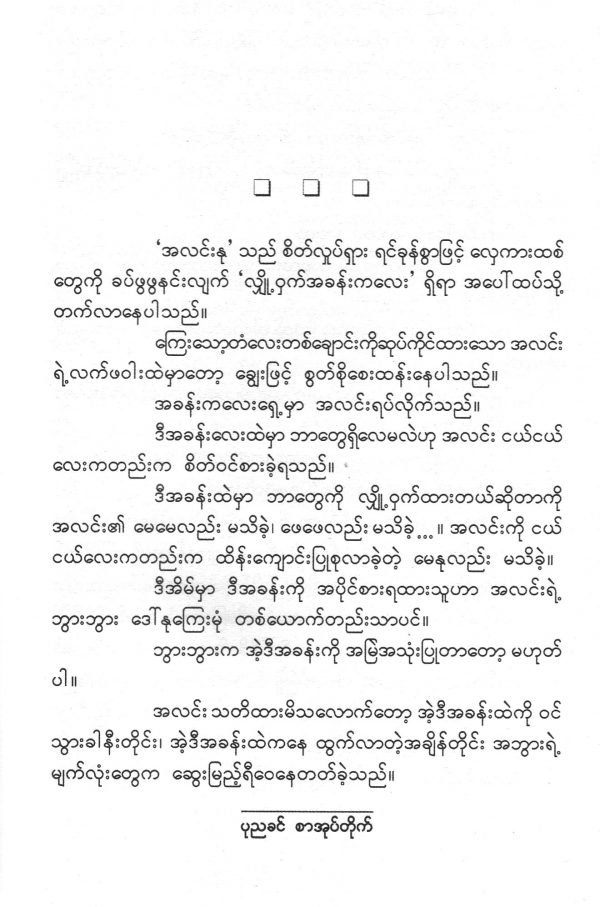 ‘အလင်းနု’ သည် စိတ်လှုပ်ရှား ရင်ခုန်စွာဖြင့် လှေကားထစ်
တွေကို ခပ်ဖွဖွနင်းလျက် ‘လျှို့ဝှက်အခန်းကလေး’ ရှိရာ အပေါ်ထပ်သို့
တက်လာနေပါသည်။
ကြေးသော့တံလေးတစ်ချောင်းကိုဆုပ်ကိုင်ထားသော အလင်း
ရဲ့လက်ဖဝါးထဲမှာတော့ ချွေးဖြင့် စွတ်စိုစေးထန်းနေပါသည်။
အခန်းကလေးရှေ့မှာ အလင်းရပ်လိုက်သည်။
ဒီအခန်းလေးထဲမှာ ဘာတွေရှိလေမလဲဟု အလင်း ငယ်ငယ်
လေးကတည်းက စိတ်ဝင်စားခဲ့ရသည်။
ဒီအခန်းထဲမှာ ဘာတွေကို လျှို့ဝှက်ထားတယ်ဆိုတာကို
အလင်း၏ မေမေလည်း မသိခဲ့၊ ဖေဖေလည်း မသိခဲ့...။ အလင်းကို ငယ်
ငယ်လေးကတည်းက ထိန်းကျောင်းပြုစုလာခဲ့တဲ့ မေနုလည်း မသိခဲ့။
ဒီအိမ်မှာ ဒီအခန်းကို အပိုင်စားရထားသူဟာ အလင်းရဲ့
ဘွားဘွား ဒေါ်နုကြေးမုံ တစ်ယောက်တည်းသာပင်။
ဘွားဘွားက အဲ့ဒီအခန်းကို အမြဲအသုံးပြုတာတော့ မဟုတ်
ပါ။
အလင်း သတိထားမိသလောက်တော့ အဲ့ဒီအခန်းထဲကို ဝင်
သွားခါနီးတိုင်း၊ အဲ့ဒီအခန်းထဲကနေ ထွက်လာတဲ့အချိန်တိုင်း အဘွားရဲ့
မျက်လုံးတွေက ဆွေးမြည့်ရီဝေနေတတ်ခဲ့သည်။
ပုညခင် စာအုပ်တိုက်